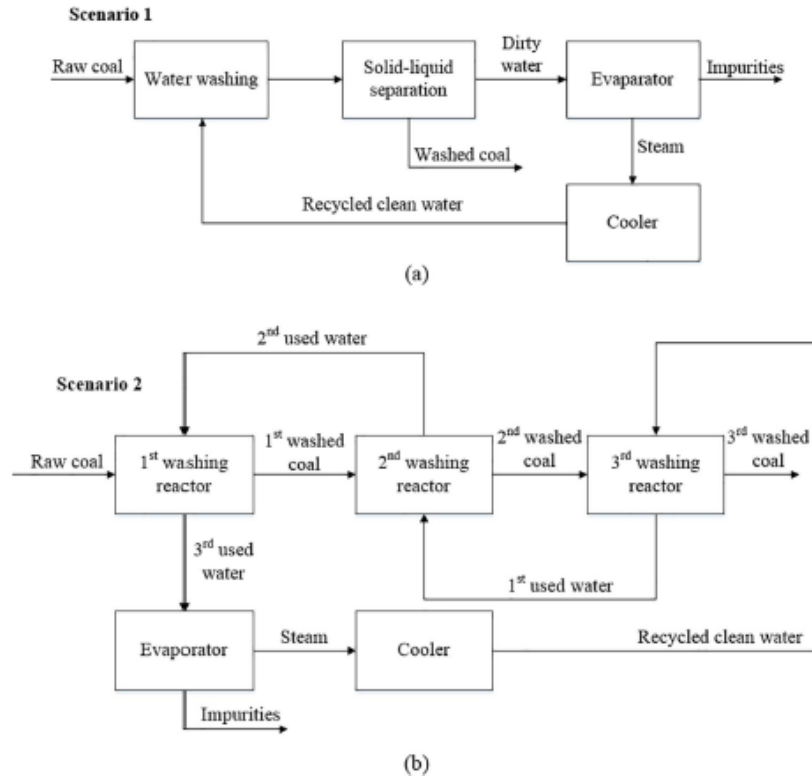 Scenario 1
Raw coal
Water washing
Solid-liquid
separation
Dirty
water
Evaparator
Impurities
Washed coal
Steam
Recycled clean water
Cooler
(a)
2nd used water
Scenario 2
Raw coal
1st washing
reactor
1st washed
coal
2nd washing
reactor
2nd washed
coal
3rd washing
reactor
3rd washed
coal
3rd used
water
1st used water
Evaporator
Steam
Cooler
Recycled clean water
Impurities
(b)